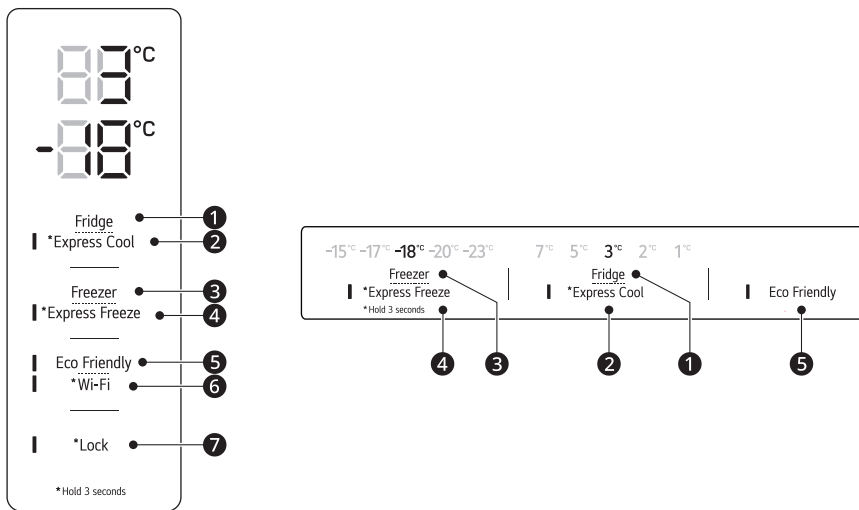 3°C
-18°C
Fridge 1
*Express Cool 2
Freezer 3
*Express Freeze 4
Eco Friendly 5
*Wi-Fi 6
*Lock 7
*Hold 3 seconds
-15°C -17°C -18°C -20°C -23°C 7°C 5°C 3°C 2°C 1°C
Freezer Fridge
*Express Freeze *Express Cool Eco Friendly
*Hold 3 seconds
4 3 2 1 5